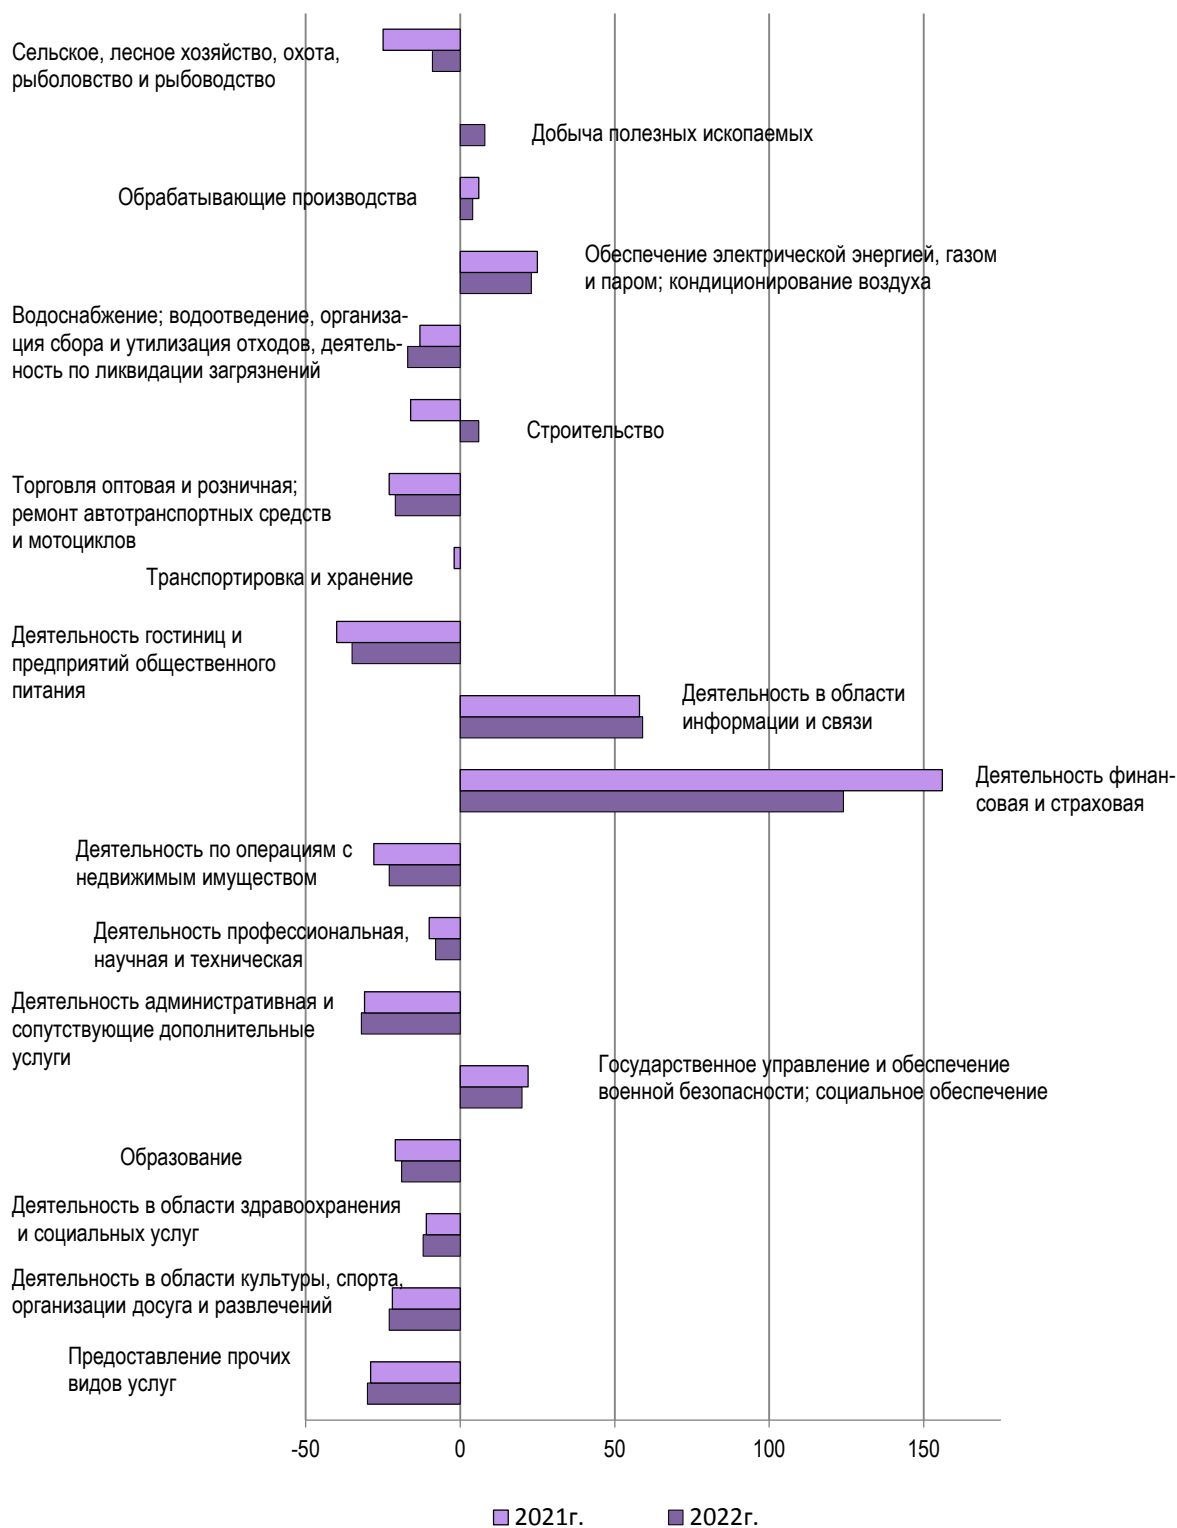 Сельское, лесное хозяйство, охота,
рыболовство и рыбоводство
Добыча полезных ископаемых
Обрабатывающие производства
Обеспечение электрической энергией, газом
и паром; кондиционирование воздуха
Водоснабжение; водоотведение, организа-
ция сбора и утилизация отходов, деятель-
ность по ликвидации загрязнений
Строительство
Торговля оптовая и розничная;
ремонт автотранспортных средств
и мотоциклов
Транспортировка и хранение
Деятельность гостиниц и
предприятий общественного
питания
Деятельность в области
информации и связи
Деятельность финан-
совая и страховая
Деятельность по операциям с
недвижимым имуществом
Деятельность профессиональная,
научная и техническая
Деятельность административная и
сопутствующие дополнительные
услуги
Государственное управление и обеспечение
военной безопасности; социальное обеспечение
Образование
Деятельность в области здравоохранения
и социальных услуг
Деятельность в области культуры, спорта,
организации досуга и развлечений
Предоставление прочих
видов услуг
-50 0 50 100 150
2021г. 2022г.